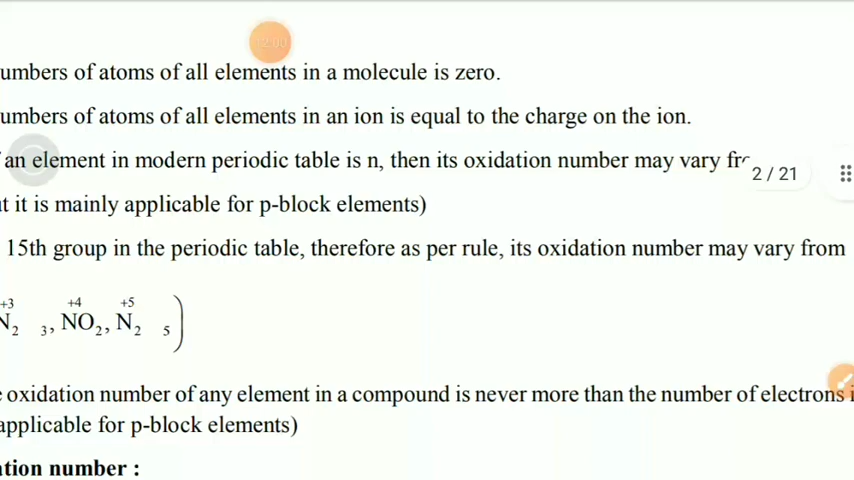 12:00
umbers of atoms of all elements in a molecule is zero.
umbers of atoms of all elements in an ion is equal to the charge on the ion.
an element in modern periodic table is n, then its oxidation number may vary fr
2 / 21
t it is mainly applicable for p-block elements)
15th group in the periodic table, therefore as per rule, its oxidation number may vary from
+3 +4 +5
N2 3, NO2, N2 5)
e oxidation number of any element in a compound is never more than the number of electrons i
applicable for p-block elements)
ation number :